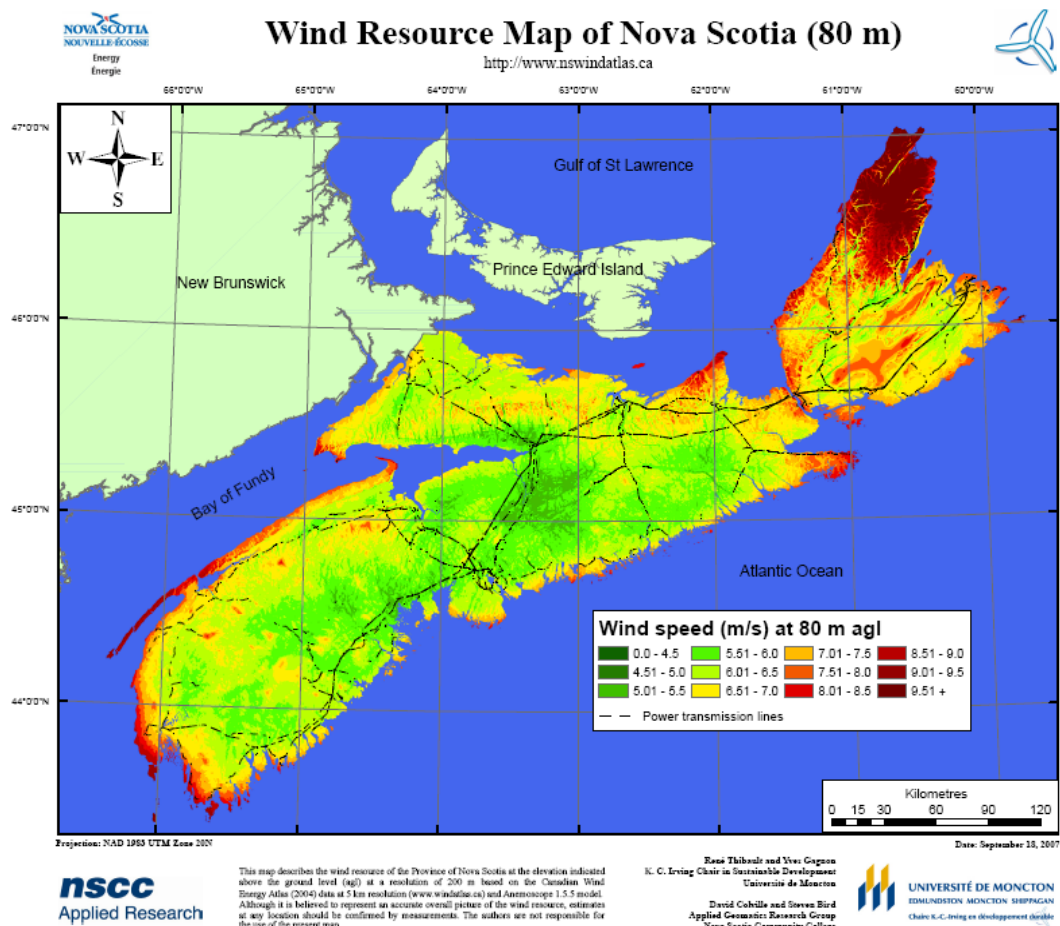 NOVA SCOTIA
NOUVELLE-ÉCOSSE
Energy
Énergie
Wind Resource Map of Nova Scotia (80 m)
http://www.nswindatlas.ca
66°0'0"W 65°0'0"W 64°0'0"W 63°0'0"W 62°0'0"W 61°0'0"W 60°0'0"W
47°0'0"N
46°0'0"N
45°0'0"N
44°0'0"N
N
W E
S
Gulf of St Lawrence
New Brunswick
Prince Edward Island
Bay of Fundy
Atlantic Ocean
Wind speed (m/s) at 80 m agl
0.0 - 4.5 5.51 - 6.0 7.01 - 7.5 8.51 - 9.0
4.51 - 5.0 6.01 - 6.5 7.51 - 8.0 9.01 - 9.5
5.01 - 5.5 6.51 - 7.0 8.01 - 8.5 9.51 +
Power transmission lines
Kilometres
0 15 30 60 90 120
Projection: NAD 1983 UTM Zone 20N
Date: September 18, 2007
nscc
Applied Research
This map describes the wind resource of the Province of Nova Scotia at the elevation indicated
above the ground level (agl) at a resolution of 200 m based on the Canadian Wind
Energy Atlas (2004) data at 5 km resolution (www.windatlas.ca) and Anemoscope 1.5.5 model.
Although it is believed to represent an accurate overall picture of the wind resource, estimates
at any location should be confirmed by measurements. The authors are not responsible for
the use of the present map.
René Thibault and Yves Gagnon
K. C. Irving Chair in Sustainable Development
Université de Moncton
David Colville and Steven Bird
Applied Geomatics Research Group
Nova Scotia Community College
UNIVERSITÉ DE MONCTON
EDMUNDSTON MONCTON SHIPPAGAN
Chaire K.-C.-Irving en développement durable